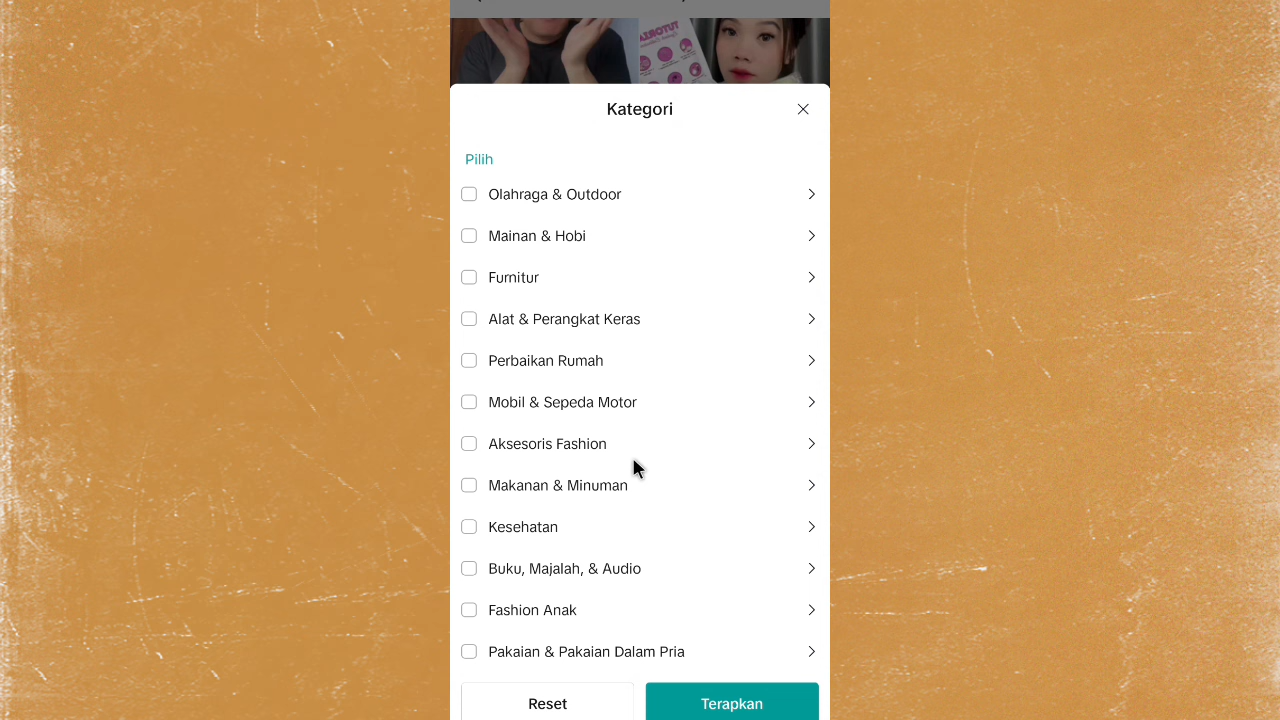 TUTORIAL
Kategori
Pilih
Olahraga & Outdoor
Mainan & Hobi
Furnitur
Alat & Perangkat Keras
Perbaikan Rumah
Mobil & Sepeda Motor
Aksesoris Fashion
Makanan & Minuman
Kesehatan
Buku, Majalah, & Audio
Fashion Anak
Pakaian & Pakaian Dalam Pria
Reset
Terapkan